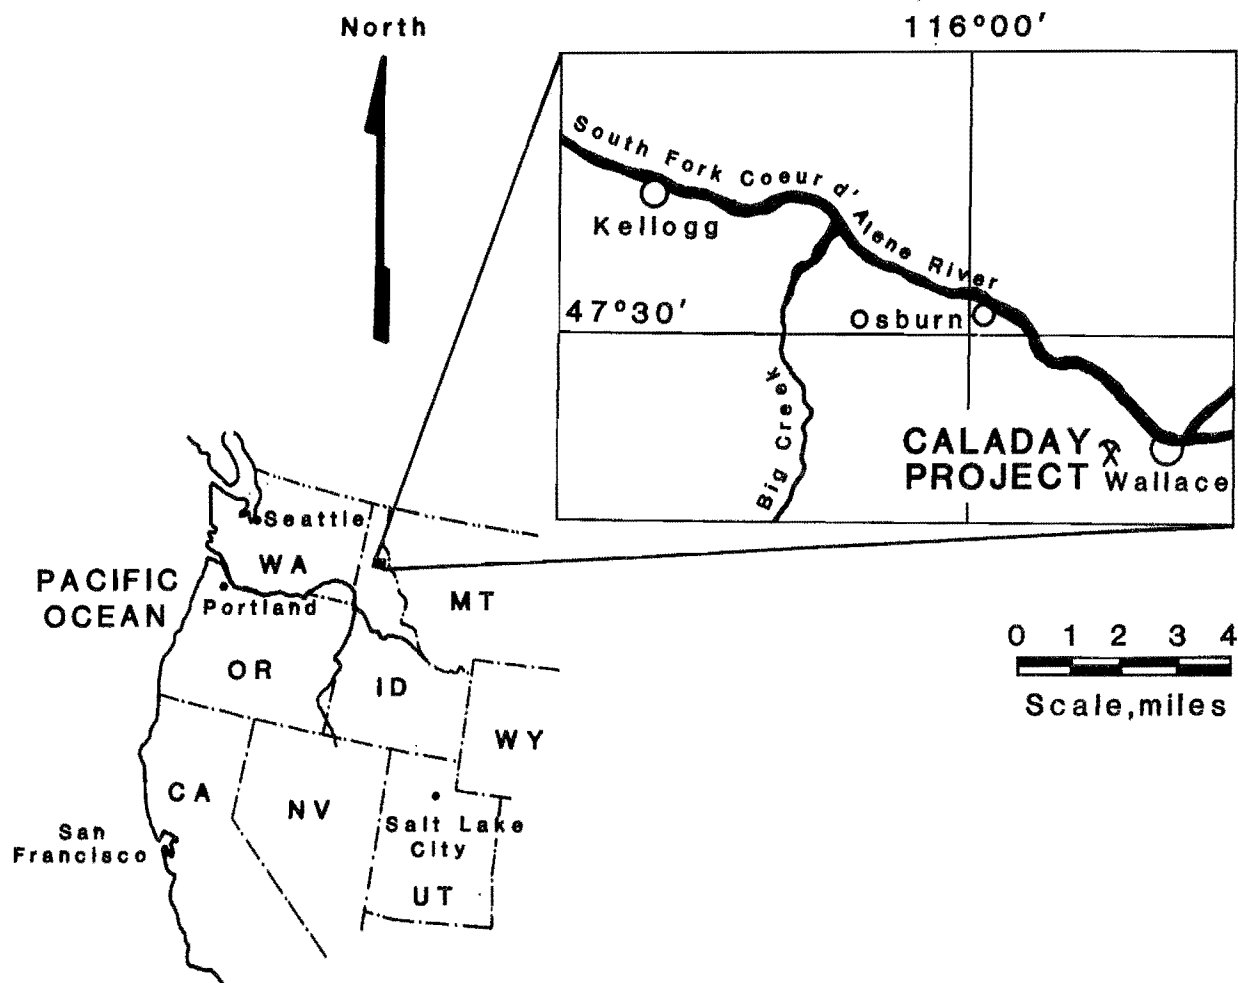 North
116°00'
South Fork Coeur d'Alene River
Kellogg
47°30'
Osburn
Big Creek
CALADAY
PROJECT
Wallace
Seattle
WA
PACIFIC
OCEAN
Portland
MT
OR
ID
WY
CA
NV
Salt Lake
City
UT
San
Francisco
0 1 2 3 4
Scale, miles